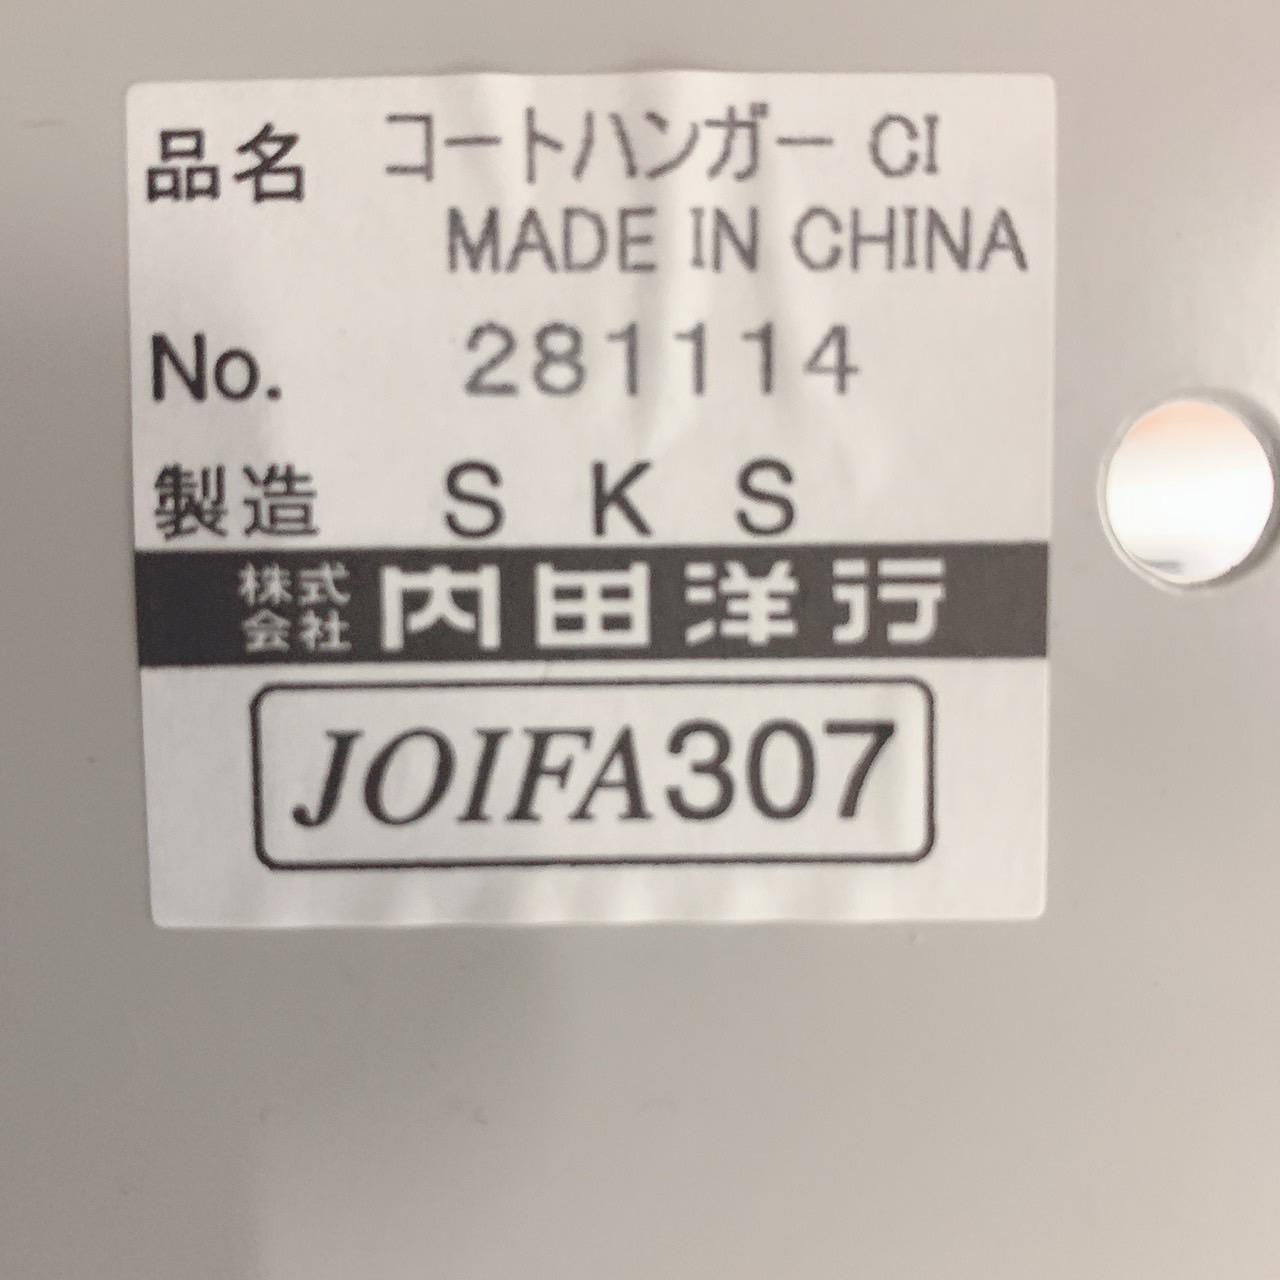 品名 コートハンガー CI
MADE IN CHINA
No. 281114
製造 S K S
株式会社 内田洋行
JOIFA307